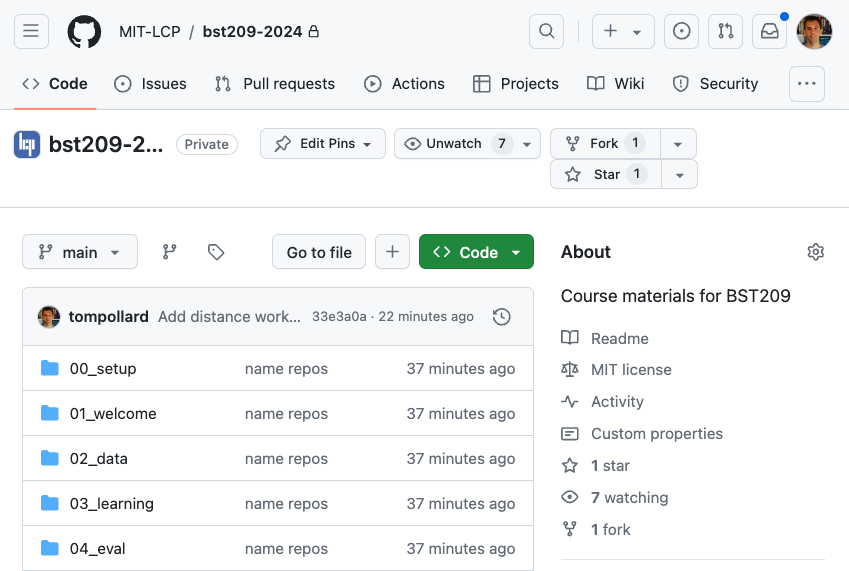 MIT-LCP / bst209-2024
Code Issues Pull requests Actions Projects Wiki Security
lcp bst209-2... Private Edit Pins Unwatch 7 Fork 1
Star 1
main Go to file Code About
Course materials for BST209
tompollard Add distance work... 33e3a0a · 22 minutes ago
00_setup name repos 37 minutes ago
01_welcome name repos 37 minutes ago
02_data name repos 37 minutes ago
03_learning name repos 37 minutes ago
04_eval name repos 37 minutes ago
Readme
MIT license
Activity
Custom properties
1 star
7 watching
1 fork